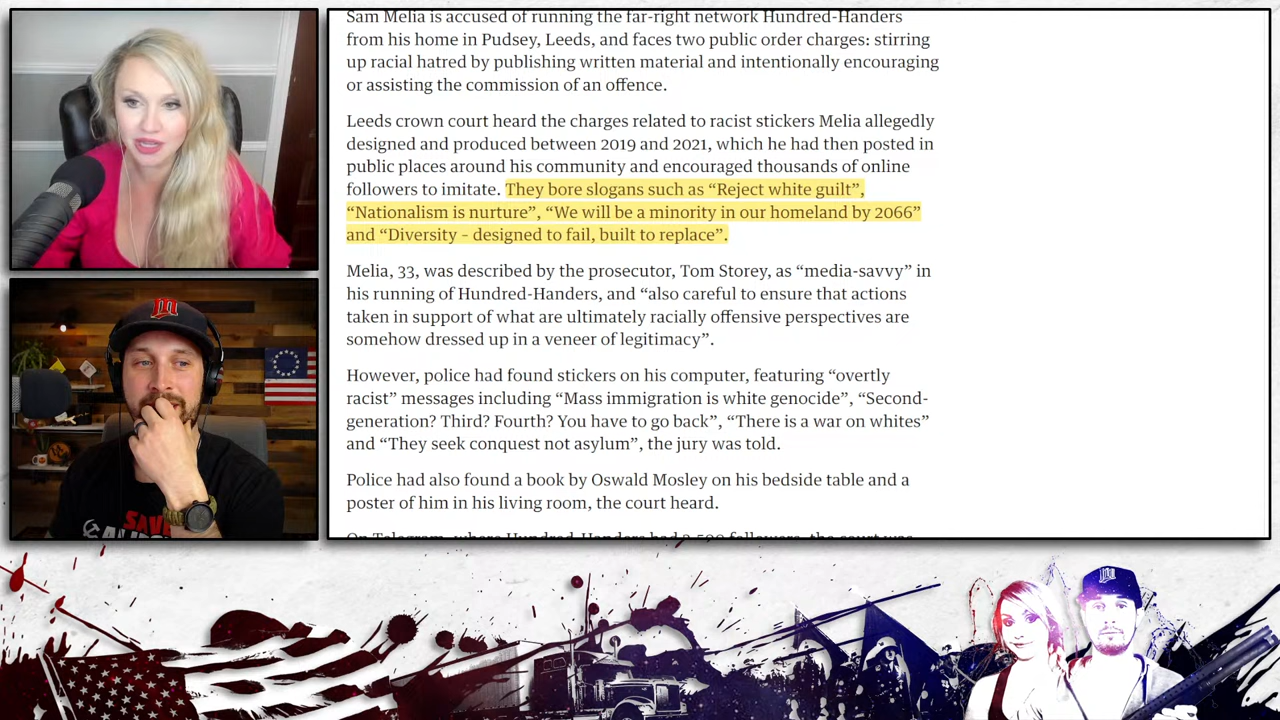 Sam Melia is accused of running the far-right network Hundred-Handers
from his home in Pudsey, Leeds, and faces two public order charges: stirring
up racial hatred by publishing written material and intentionally encouraging
or assisting the commission of an offence.
Leeds crown court heard the charges related to racist stickers Melia allegedly
designed and produced between 2019 and 2021, which he had then posted in
public places around his community and encouraged thousands of online
followers to imitate. They bore slogans such as “Reject white guilt”,
“Nationalism is nurture”, “We will be a minority in our homeland by 2066”
and “Diversity – designed to fail, built to replace”.
Melia, 33, was described by the prosecutor, Tom Storey, as “media-savvy” in
his running of Hundred-Handers, and “also careful to ensure that actions
taken in support of what are ultimately racially offensive perspectives are
somehow dressed up in a veneer of legitimacy”.
However, police had found stickers on his computer, featuring “overtly
racist” messages including “Mass immigration is white genocide”, “Second-
generation? Third? Fourth? You have to go back”, “There is a war on whites”
and “They seek conquest not asylum”, the jury was told.
Police had also found a book by Oswald Mosley on his bedside table and a
poster of him in his living room, the court heard.
SAVE